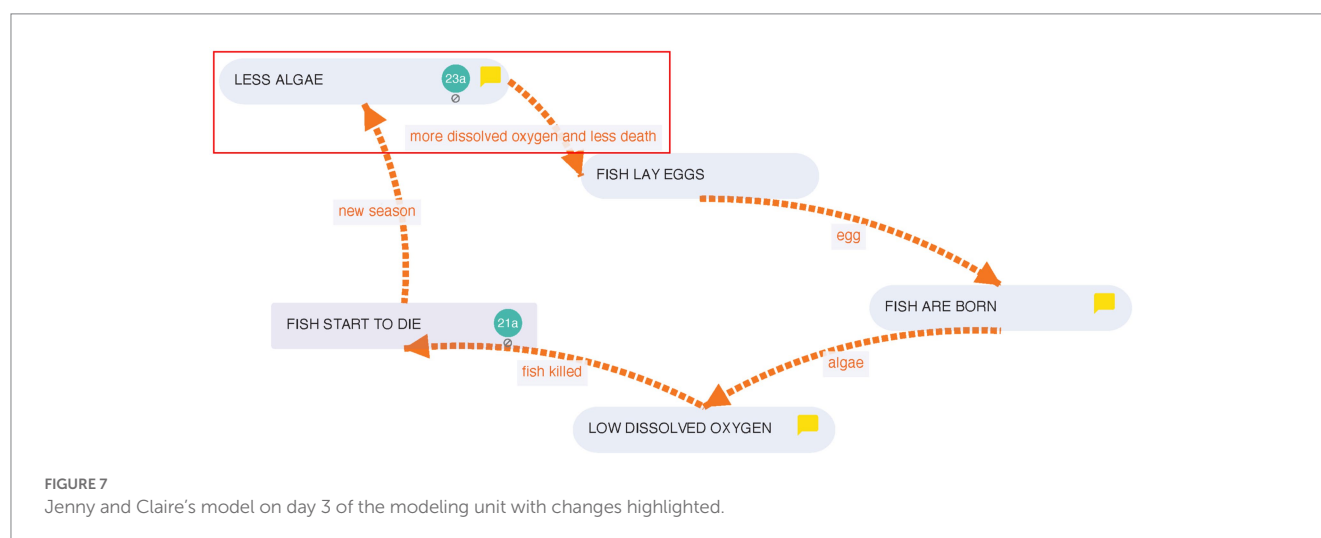 LESS ALGAE
23a
more dissolved oxygen and less death
FISH LAY EGGS
new season
egg
FISH ARE BORN
FISH START TO DIE
21a
algae
fish killed
LOW DISSOLVED OXYGEN
FIGURE 7
Jenny and Claire’s model on day 3 of the modeling unit with changes highlighted.